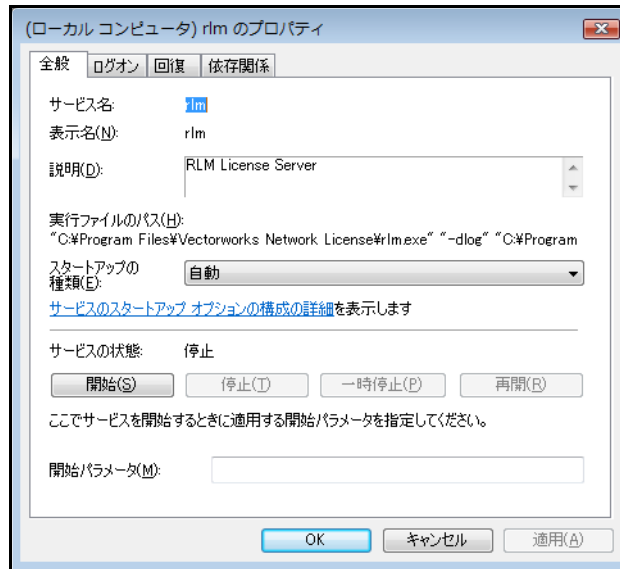 (ローカル コンピュータ) rlm のプロパティ
全般 ログオン 回復 依存関係
サービス名: rlm
表示名(N): rlm
説明(D): RLM License Server
実行ファイルのパス(H):
"C:¥Program Files¥Vectorworks Network License¥rlm.exe" "-dlog" "C:¥Program
スタートアップの
種類(E): 自動
サービスのスタートアップ オプションの構成の詳細を表示します
サービスの状態: 停止
開始(S) 停止(T) 一時停止(P) 再開(R)
ここでサービスを開始するときに適用する開始パラメータを指定してください。
開始パラメータ(M):
OK キャンセル 適用(A)